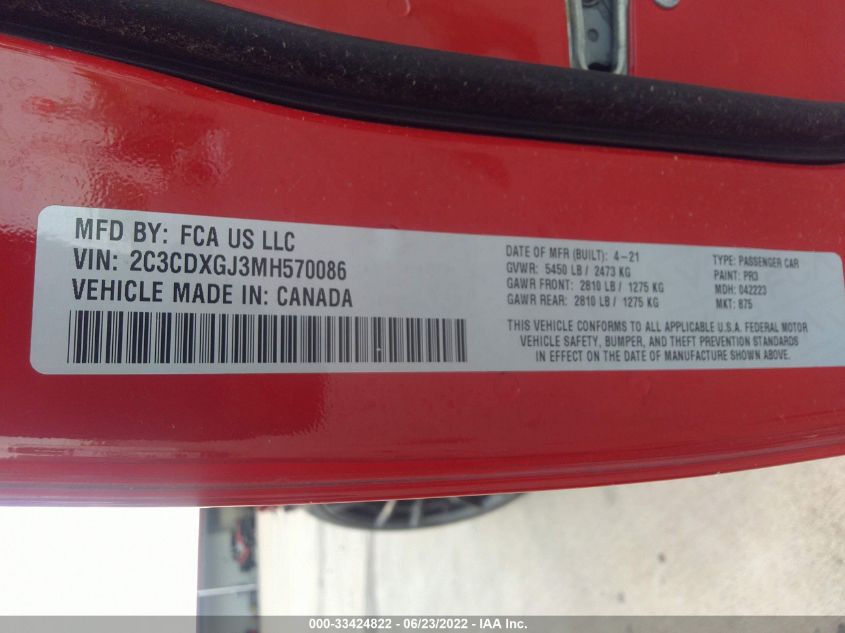 MFD BY: FCA US LLC
VIN: 2C3CDXGJ3MH570086
VEHICLE MADE IN: CANADA
DATE OF MFR (BUILT): 4-21
GVWR: 5450 LB / 2473 KG
GAWR FRONT: 2810 LB / 1275 KG
GAWR REAR: 2810 LB / 1275 KG
TYPE: PASSENGER CAR
PAINT: PR3
MDH: 042223
MKT: 875
THIS VEHICLE CONFORMS TO ALL APPLICABLE U.S.A. FEDERAL MOTOR
VEHICLE SAFETY, BUMPER, AND THEFT PREVENTION STANDARDS
IN EFFECT ON THE DATE OF MANUFACTURE SHOWN ABOVE.
000-33424822 - 06/23/2022 - IAA Inc.